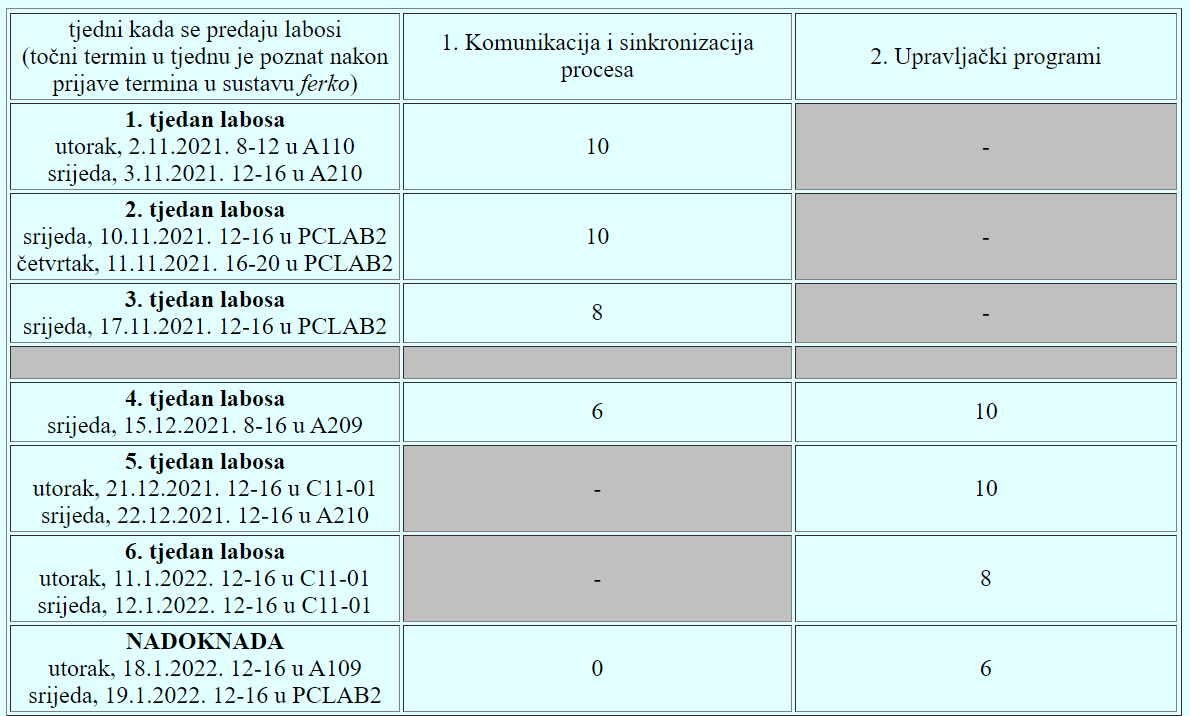 tjedni kada se predaju labosi
(točni termin u tjednu je poznat nakon
prijave termina u sustavu ferko)
1. Komunikacija i sinkronizacija
procesa
2. Upravljački programi
1. tjedan labosa
utorak, 2.11.2021. 8-12 u A110
srijeda, 3.11.2021. 12-16 u A210
10
-
2. tjedan labosa
srijeda, 10.11.2021. 12-16 u PCLAB2
četvrtak, 11.11.2021. 16-20 u PCLAB2
10
-
3. tjedan labosa
srijeda, 17.11.2021. 12-16 u PCLAB2
8
-
4. tjedan labosa
srijeda, 15.12.2021. 8-16 u A209
6
10
5. tjedan labosa
utorak, 21.12.2021. 12-16 u C11-01
srijeda, 22.12.2021. 12-16 u A210
-
10
6. tjedan labosa
utorak, 11.1.2022. 12-16 u C11-01
srijeda, 12.1.2022. 12-16 u C11-01
-
8
NADOKNADA
utorak, 18.1.2022. 12-16 u A109
srijeda, 19.1.2022. 12-16 u PCLAB2
0
6